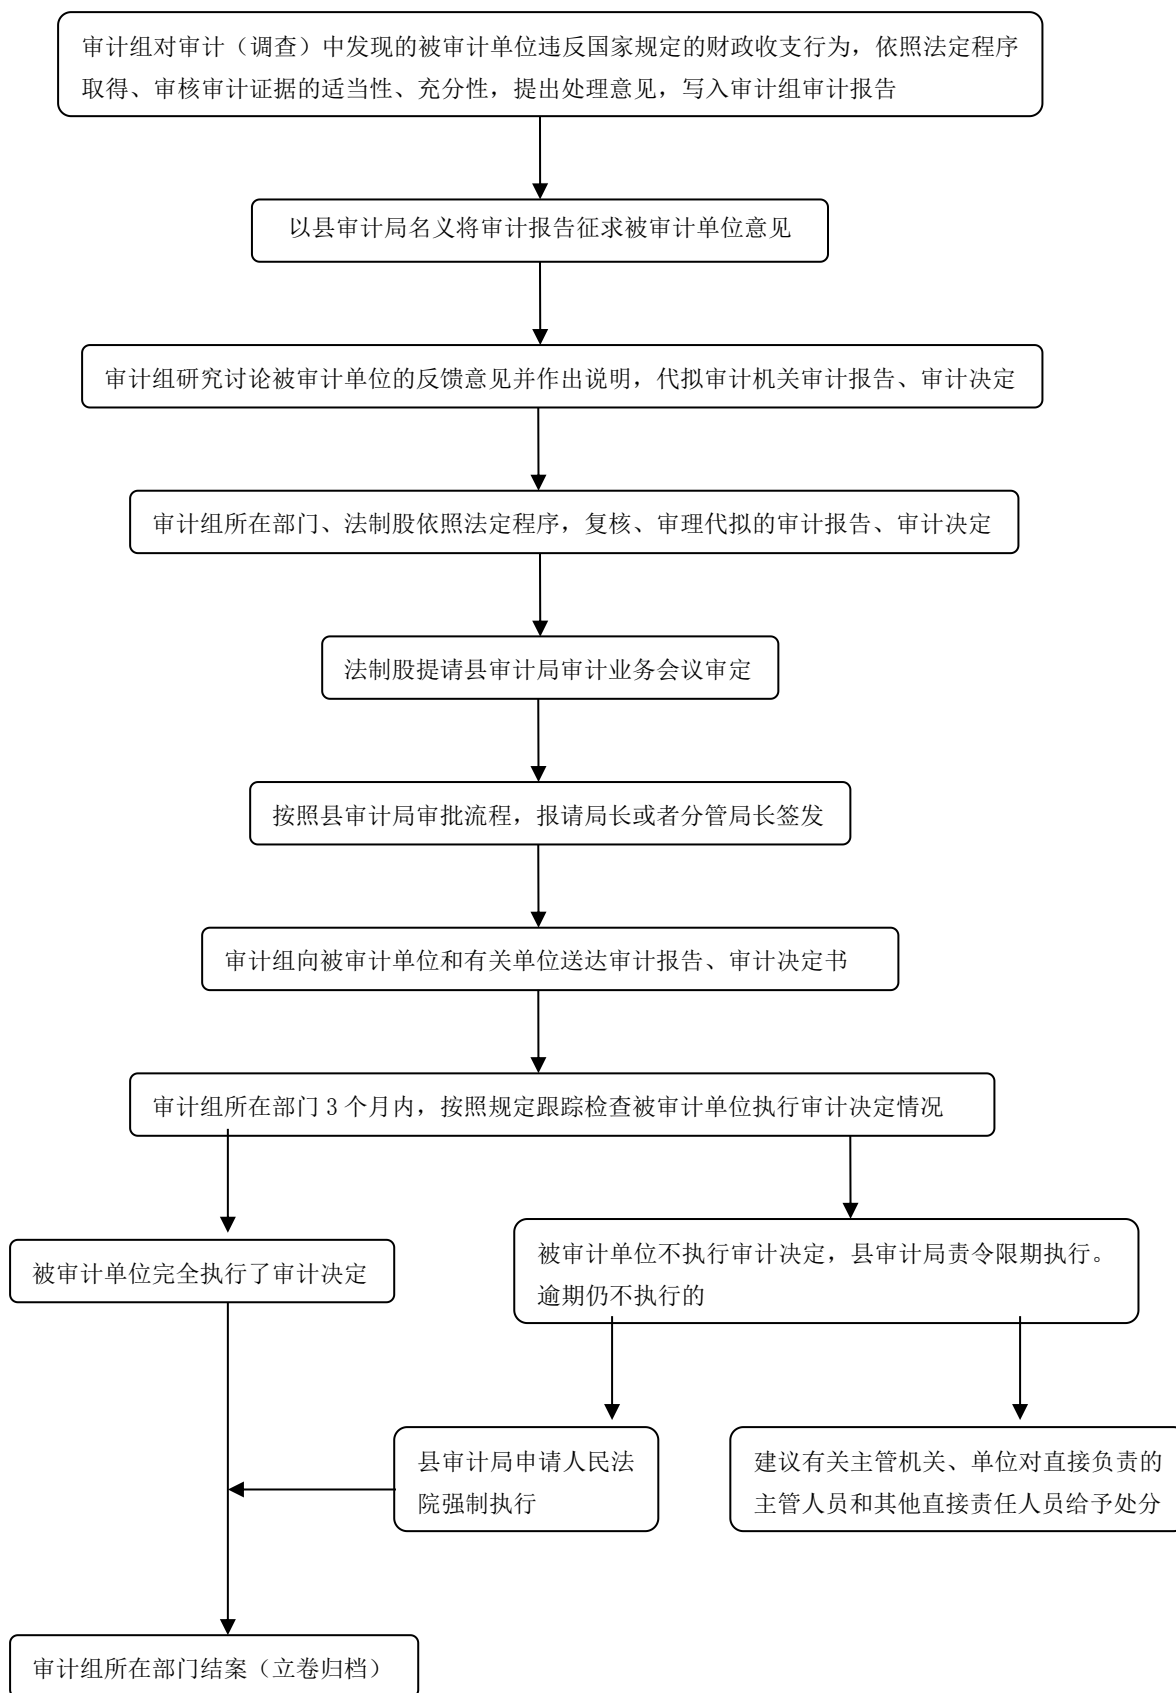 审计组对审计（调查）中发现的被审计单位违反国家规定的财政收支行为，依照法定程序
取得、审核审计证据的适当性、充分性，提出处理意见，写入审计组审计报告
以县审计局名义将审计报告征求被审计单位意见
审计组研究讨论被审计单位的反馈意见并作出说明，代拟审计机关审计报告、审计决定
审计组所在部门、法制股依照法定程序，复核、审理代拟的审计报告、审计决定
法制股提请县审计局审计业务会议审定
按照县审计局审批流程，报请局长或者分管局长签发
审计组向被审计单位和有关单位送达审计报告、审计决定书
审计组所在部门 3 个月内，按照规定跟踪检查被审计单位执行审计决定情况
被审计单位完全执行了审计决定
被审计单位不执行审计决定，县审计局责令限期执行。
逾期仍不执行的
县审计局申请人民法
院强制执行
建议有关主管机关、单位对直接负责的
主管人员和其他直接责任人员给予处分
审计组所在部门结案（立卷归档）